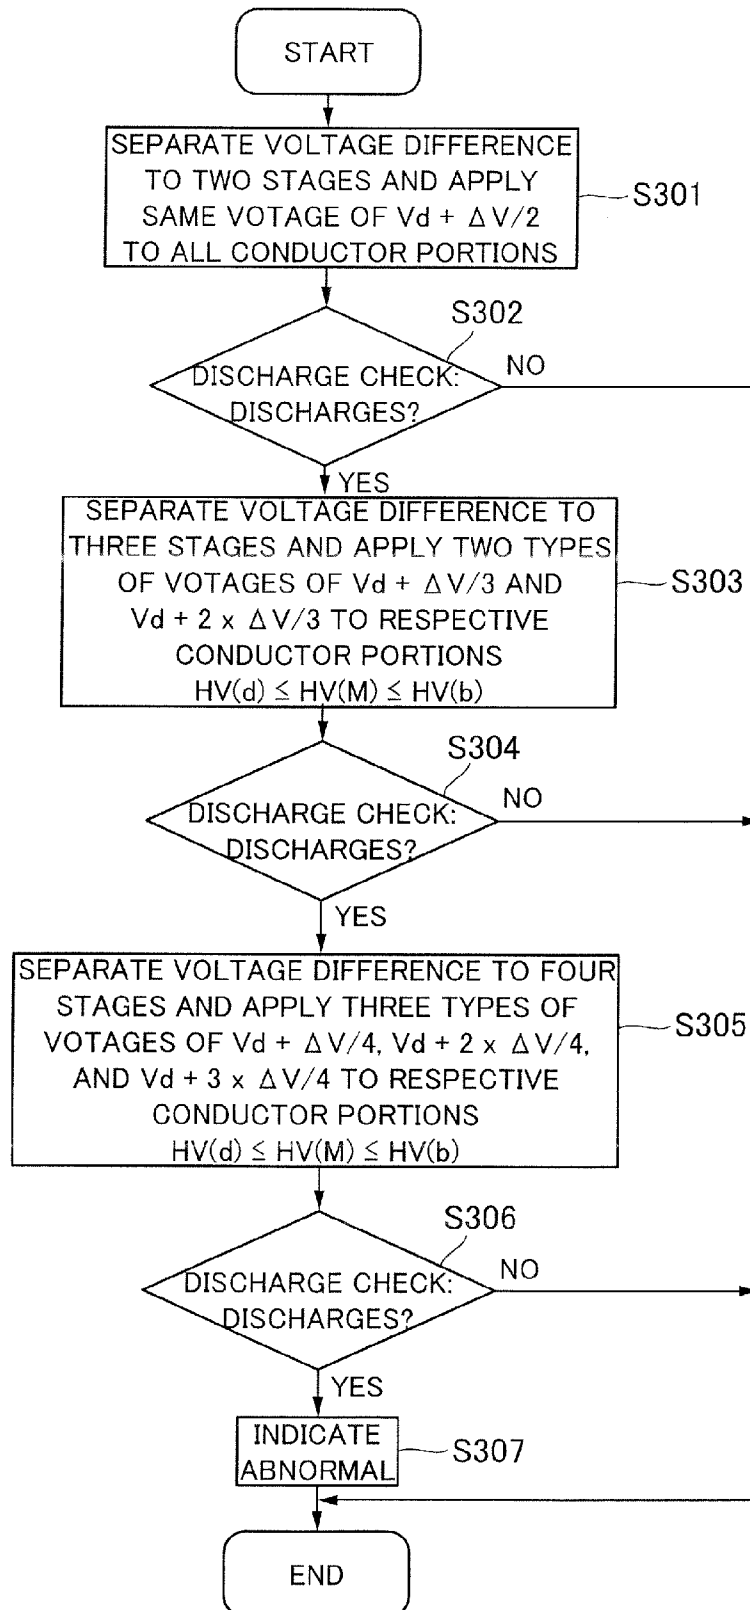 START
SEPARATE VOLTAGE DIFFERENCE
TO TWO STAGES AND APPLY
SAME VOTAGE OF Vd + ΔV/2
TO ALL CONDUCTOR PORTIONS
S301
S302
DISCHARGE CHECK:
DISCHARGES?
NO
YES
SEPARATE VOLTAGE DIFFERENCE TO
THREE STAGES AND APPLY TWO TYPES
OF VOTAGES OF Vd + ΔV/3 AND
Vd + 2 x ΔV/3 TO RESPECTIVE
CONDUCTOR PORTIONS
HV(d) ≦ HV(M) ≦ HV(b)
S303
S304
DISCHARGE CHECK:
DISCHARGES?
NO
YES
SEPARATE VOLTAGE DIFFERENCE TO FOUR
STAGES AND APPLY THREE TYPES OF
VOTAGES OF Vd + ΔV/4, Vd + 2 x ΔV/4,
AND Vd + 3 x ΔV/4 TO RESPECTIVE
CONDUCTOR PORTIONS
HV(d) ≦ HV(M) ≦ HV(b)
S305
S306
DISCHARGE CHECK:
DISCHARGES?
NO
YES
INDICATE
ABNORMAL
S307
END